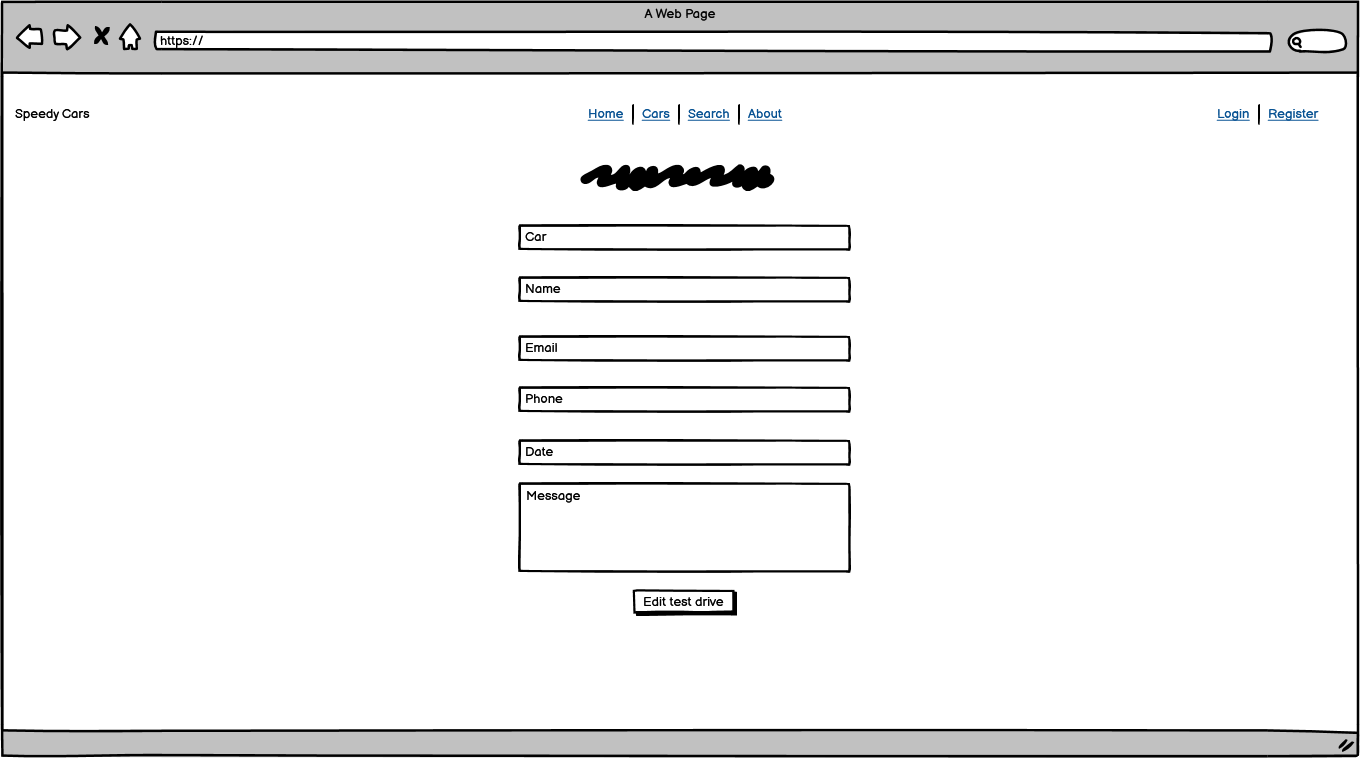 A Web Page
https://
Speedy Cars Home Cars Search About Login Register
Car
Name
Email
Phone
Date
Message
Edit test drive